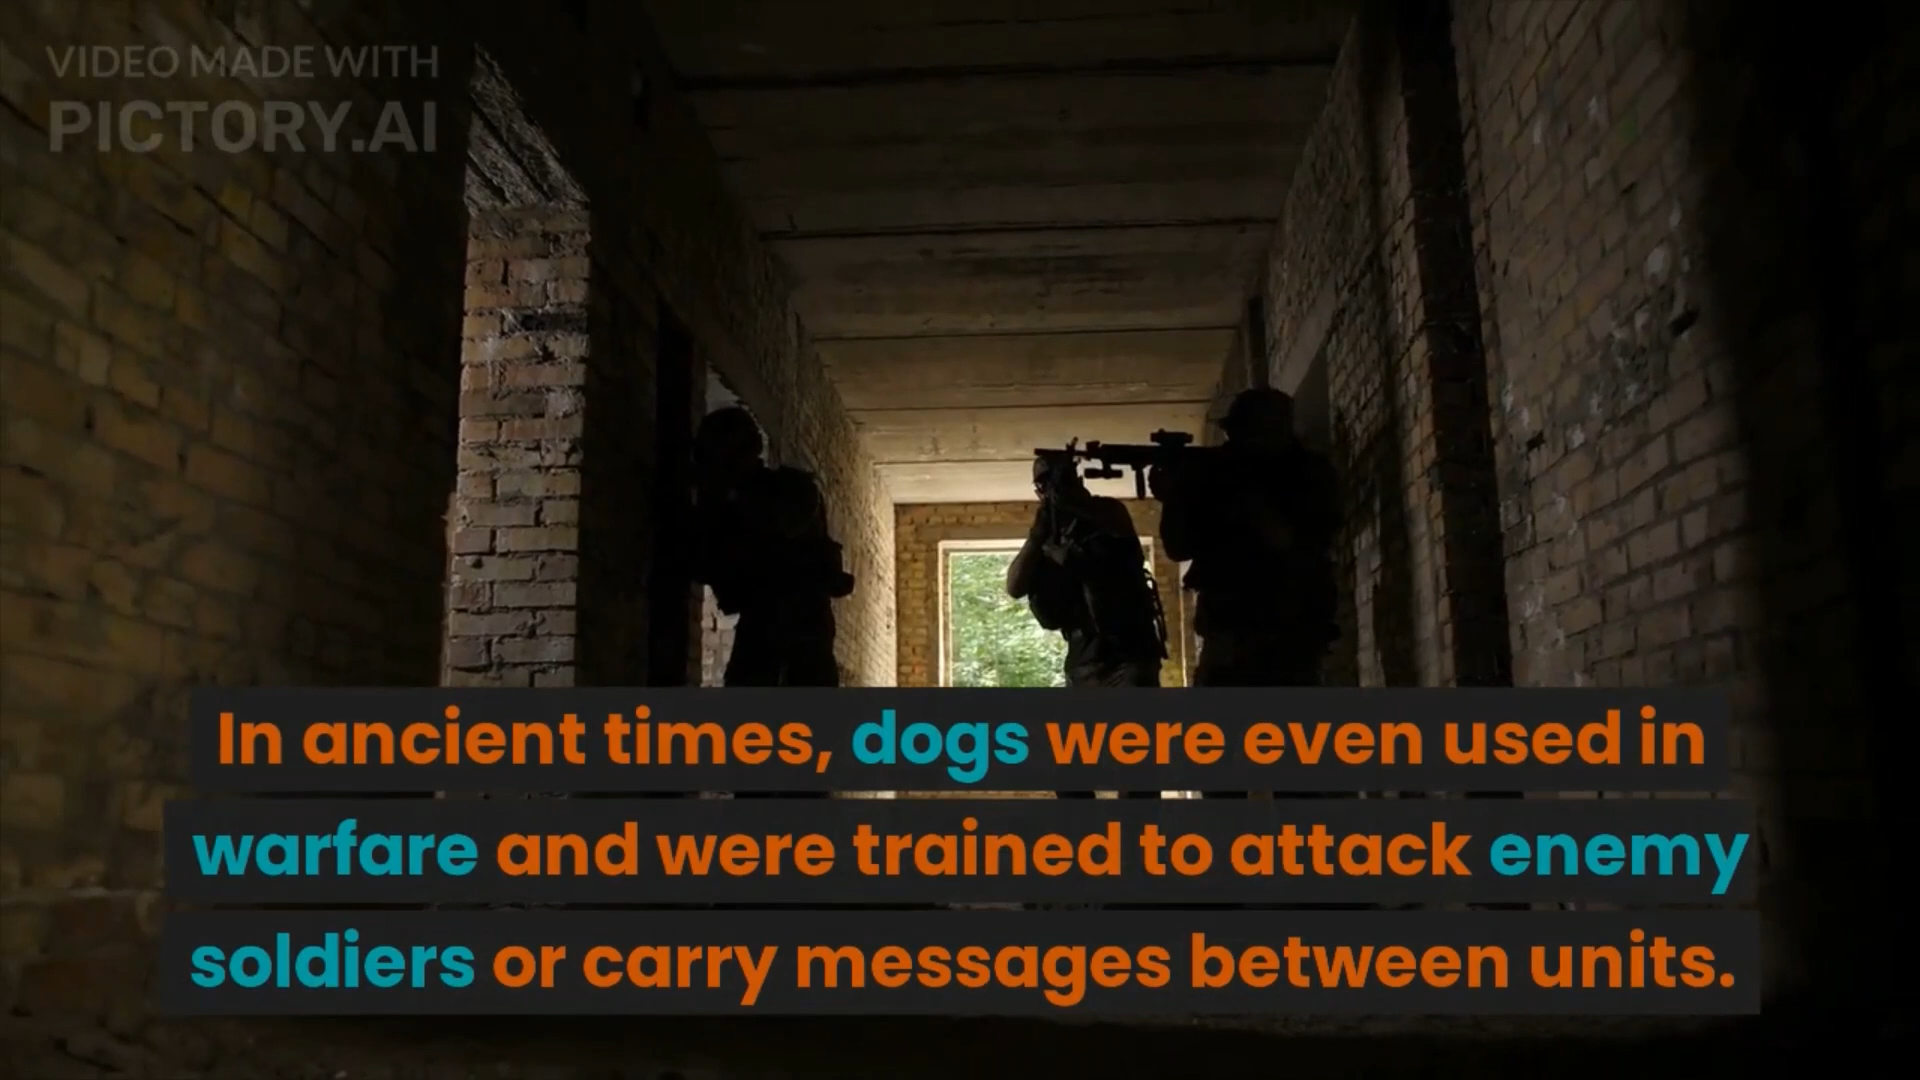 VIDEO MADE WITH
PICTORY.AI
In ancient times, dogs were even used in
warfare and were trained to attack enemy
soldiers or carry messages between units.